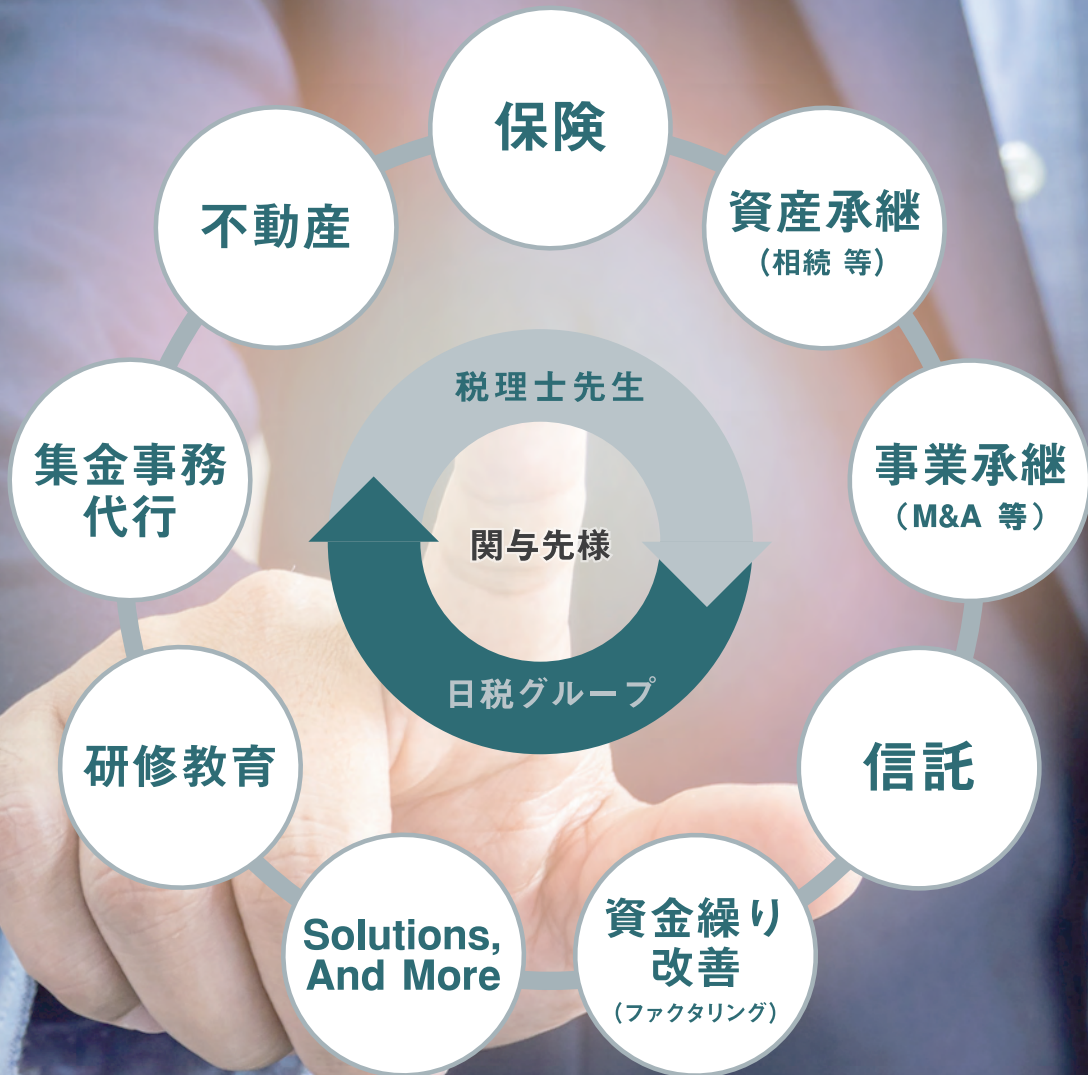 保険
資産承継
（相続 等）
事業承継
（M&A 等）
信託
資金繰り
改善
（ファクタリング）
Solutions,
And More
研修教育
集金事務
代行
不動産
税理士先生
関与先様
日税グループ